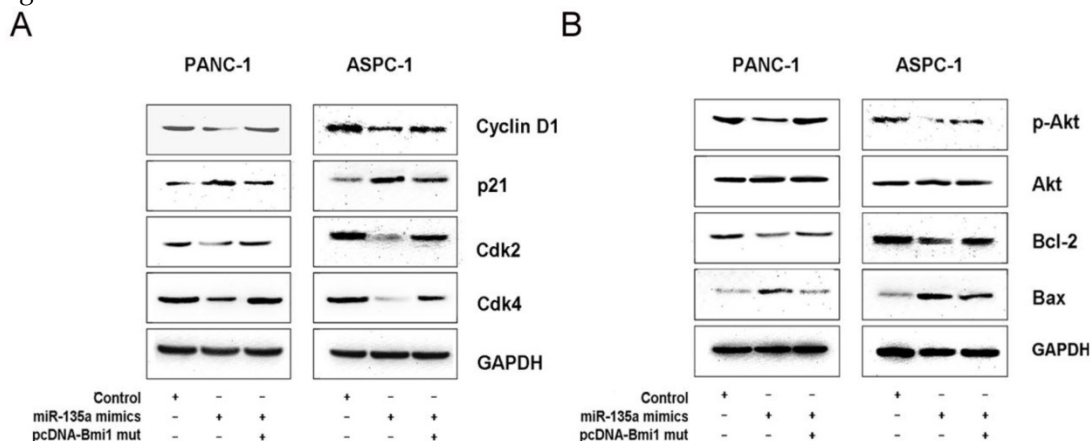 A
B
PANC-1 ASPC-1
PANC-1 ASPC-1
Cyclin D1
p21
Cdk2
Cdk4
GAPDH
Control + - - + - -
miR-135a mimics - + + - + +
pcDNA-Bmi1 mut - - + - - +
p-Akt
Akt
Bcl-2
Bax
GAPDH
Control + - - + - -
miR-135a mimics - + + - + +
pcDNA-Bmi1 mut - - + - - +